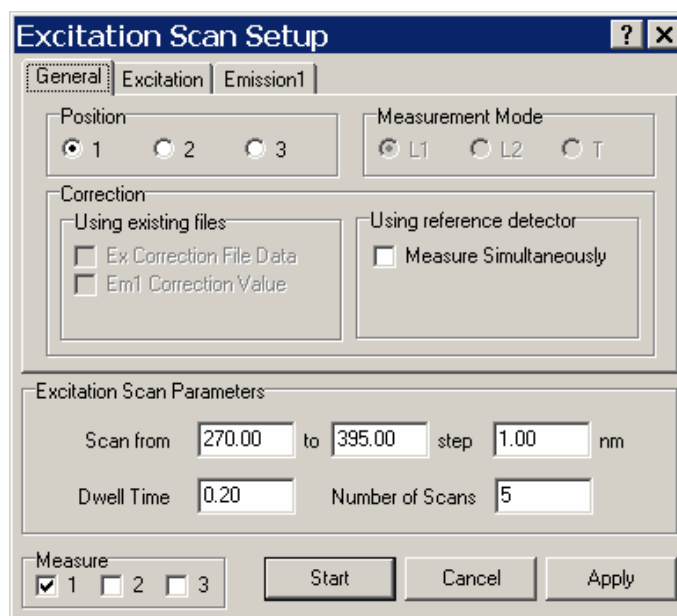 Excitation Scan Setup ? ×
General Excitation Emission1
Position
1 2 3
Measurement Mode
L1 L2 T
Correction
Using existing files
Ex Correction File Data
Em1 Correction Value
Using reference detector
Measure Simultaneously
Excitation Scan Parameters
Scan from 270.00 to 395.00 step 1.00 nm
Dwell Time 0.20 Number of Scans 5
Measure
1 2 3
Start Cancel Apply